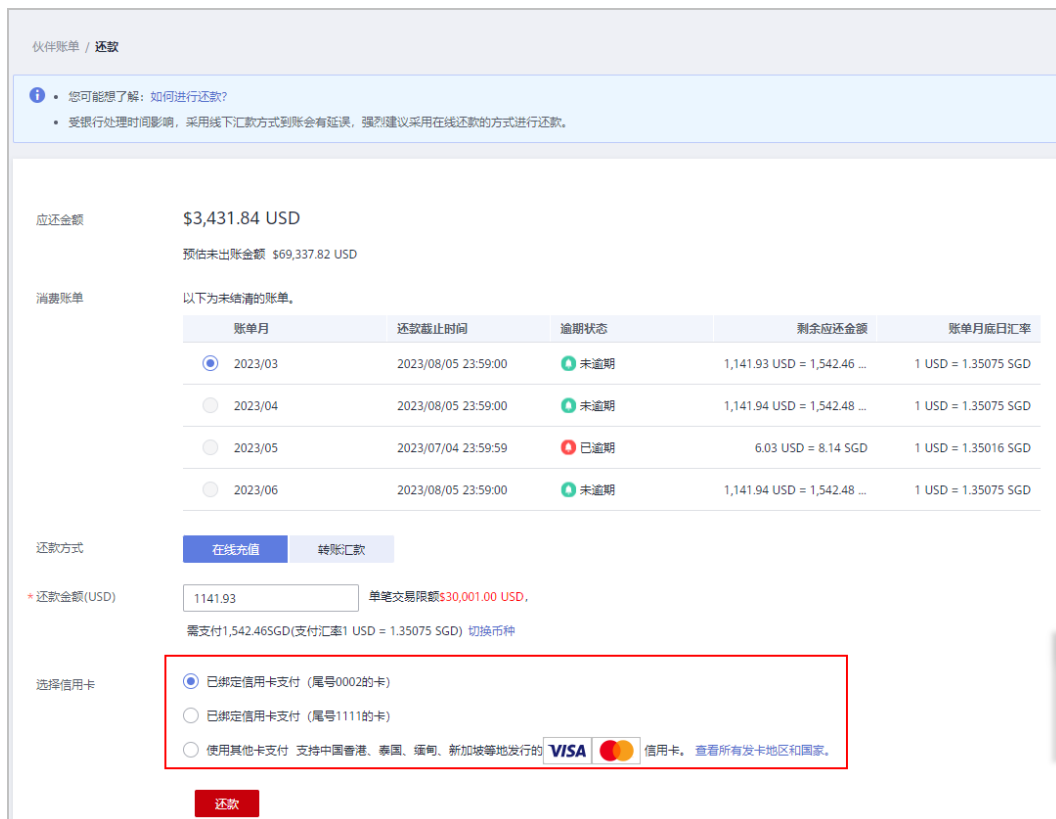 伙伴账单 / 还款
• 您可能想了解：如何进行还款?
• 受银行处理时间影响，采用线下汇款方式到账会有延误，强烈建议采用在线还款的方式进行还款。
应还金额 $3,431.84 USD
预估未出账金额 $69,337.82 USD
消费账单 以下为未结清的账单。
账单月 还款截止时间 逾期状态 剩余应还金额 账单月底日汇率
2023/03 2023/08/05 23:59:00 未逾期 1,141.93 USD = 1,542.46 ... 1 USD = 1.35075 SGD
2023/04 2023/08/05 23:59:00 未逾期 1,141.94 USD = 1,542.48 ... 1 USD = 1.35075 SGD
2023/05 2023/07/04 23:59:59 已逾期 6.03 USD = 8.14 SGD 1 USD = 1.35016 SGD
2023/06 2023/08/05 23:59:00 未逾期 1,141.94 USD = 1,542.48 ... 1 USD = 1.35075 SGD
还款方式 在线充值 转账汇款
* 还款金额(USD) 1141.93 单笔交易限额$30,001.00 USD，
需支付1,542.46SGD(支付汇率1 USD = 1.35075 SGD) 切换币种
选择信用卡 已绑定信用卡支付（尾号0002的卡）
已绑定信用卡支付（尾号1111的卡）
使用其他卡支付 支持中国香港、泰国、缅甸、新加坡等地发行的 VISA 信用卡。 查看所有发卡地区和国家。
还款